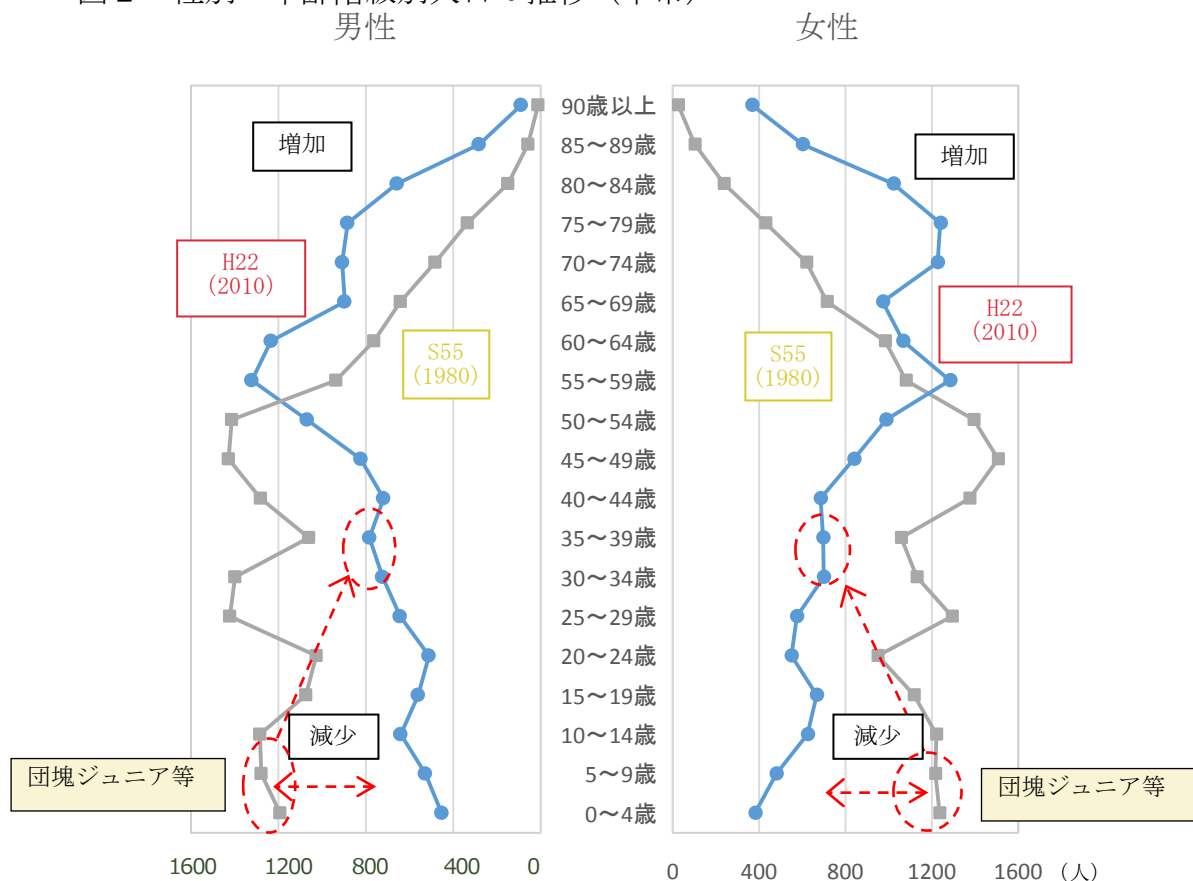 男性
女性
90歳以上
85～89歳
80～84歳
75～79歳
70～74歳
65～69歳
60～64歳
55～59歳
50～54歳
45～49歳
40～44歳
35～39歳
30～34歳
25～29歳
20～24歳
15～19歳
10～14歳
5～9歳
0～4歳
増加
増加
H22
(2010)
H22
(2010)
S55
(1980)
S55
(1980)
減少
減少
団塊ジュニア等
団塊ジュニア等
1600 1200 800 400 0
0 400 800 1200 1600 (人)